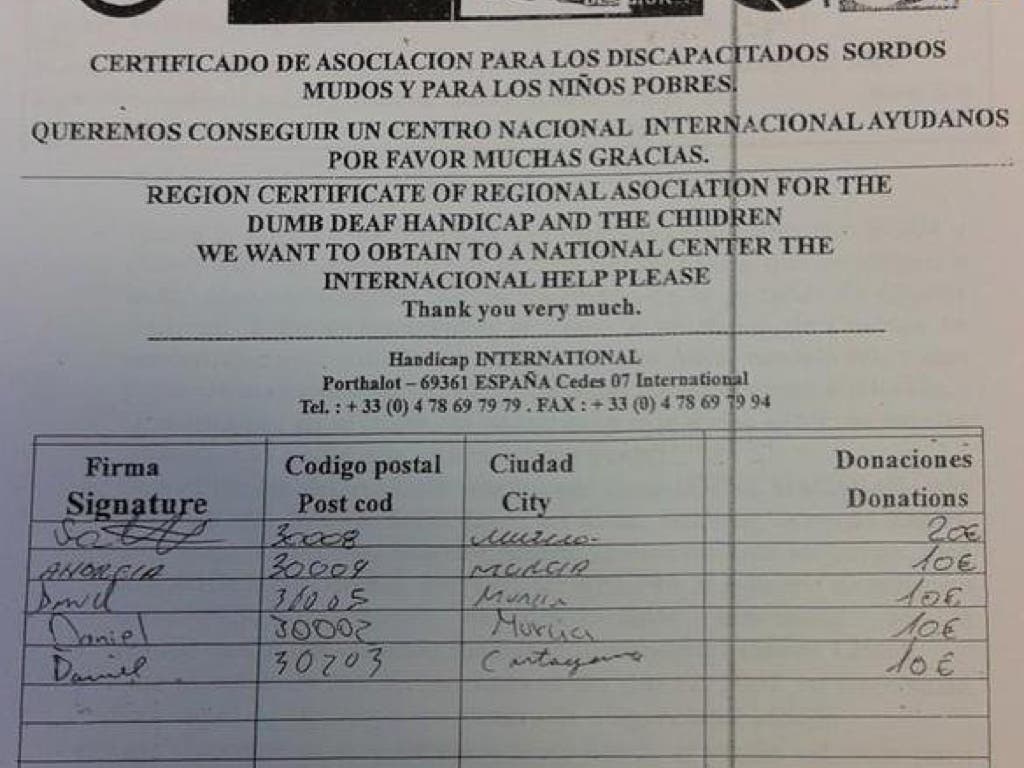 CERTIFICADO DE ASOCIACION PARA LOS DISCAPACITADOS SORDOS
MUDOS Y PARA LOS NIÑOS POBRES.
QUEREMOS CONSEGUIR UN CENTRO NACIONAL INTERNACIONAL AYUDANOS
POR FAVOR MUCHAS GRACIAS.
REGION CERTIFICATE OF REGIONAL ASOCIATION FOR THE
DUMB DEAF HANDICAP AND THE CHIIDREN
WE WANT TO OBTAIN TO A NATIONAL CENTER THE
INTERNACIONAL HELP PLEASE
Thank you very much.
Handicap INTERNATIONAL
Porthalot – 69361 ESPAÑA Cedes 07 International
Tel. : + 33 (0) 4 78 69 79 79 . FAX : + 33 (0) 4 78 69 79 94
Firma Codigo postal Ciudad Donaciones
Signature Post cod City Donations
30008 Murcia 20€
30009 MURCIA 10€
David 30005 Murcia 10€
Daniel 30002 Murcia 10€
Daniel 30203 Cartagena 10€